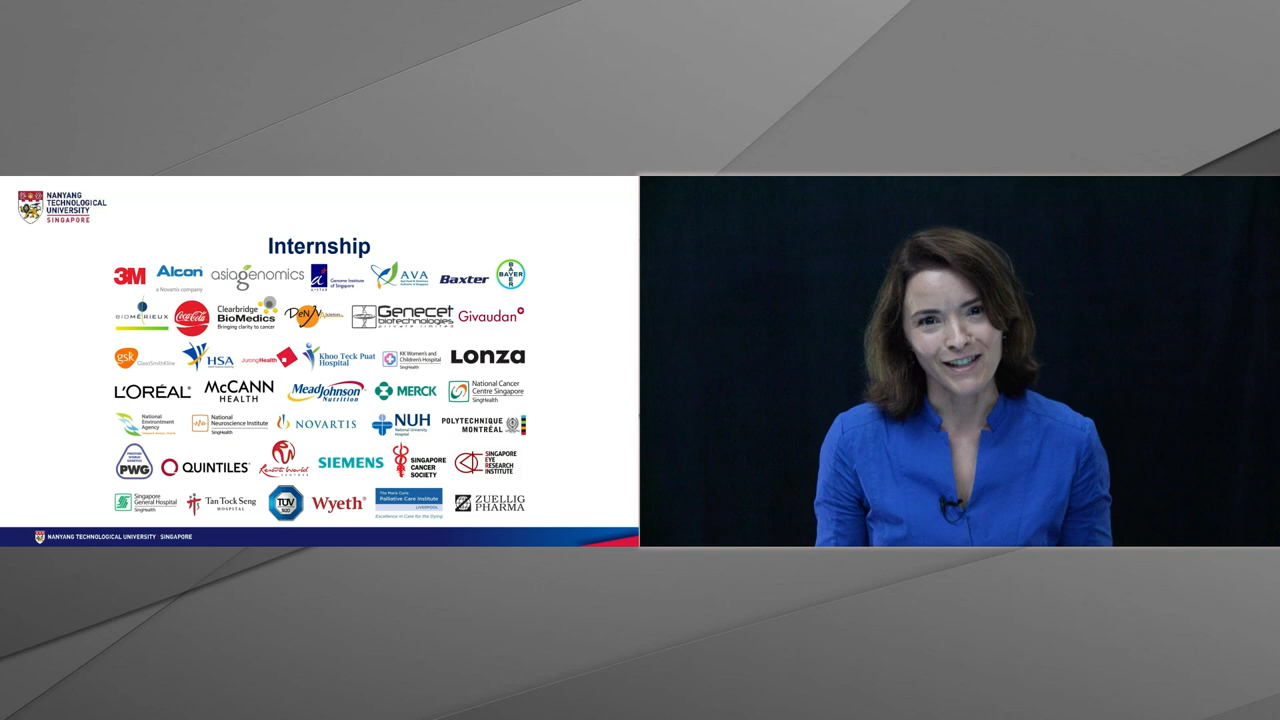 NANYANG
TECHNOLOGICAL
UNIVERSITY
SINGAPORE
Internship
3M
Alcon
a Novartis company
asiagenomics
Genome Institute
of Singapore
AVA
Baxter
BAYER
BAYER
BIOMÉRIEUX
Coca-Cola
Clearbridge
BioMedics
Bringing clarity to cancer
Genecet
biotechnologies
private limited
Givaudan
gsk
GlaxoSmithKline
HSA
JurongHealth
Khoo Teck Puat
Hospital
KK Women's and
Children's Hospital
SingHealth
Lonza
L'ORÉAL
McCANN
HEALTH
MeadJohnson
Nutrition
MERCK
National Cancer
Centre Singapore
SingHealth
National
Environment
Agency
National
Neuroscience Institute
SingHealth
NOVARTIS
NUH
National University
Hospital
POLYTECHNIQUE
MONTRÉAL
PWG
QUINTILES
Resorts World
SENTOSA
SIEMENS
SINGAPORE
CANCER
SOCIETY
SINGAPORE
EYE
RESEARCH
INSTITUTE
Singapore
General Hospital
SingHealth
Tan Tock Seng
HOSPITAL
TÜV
SÜD
Wyeth®
The Marie Curie
Palliative Care Institute
LIVERPOOL
Excellence in Care for the Dying
ZUELLIG
PHARMA
NANYANG TECHNOLOGICAL UNIVERSITY | SINGAPORE